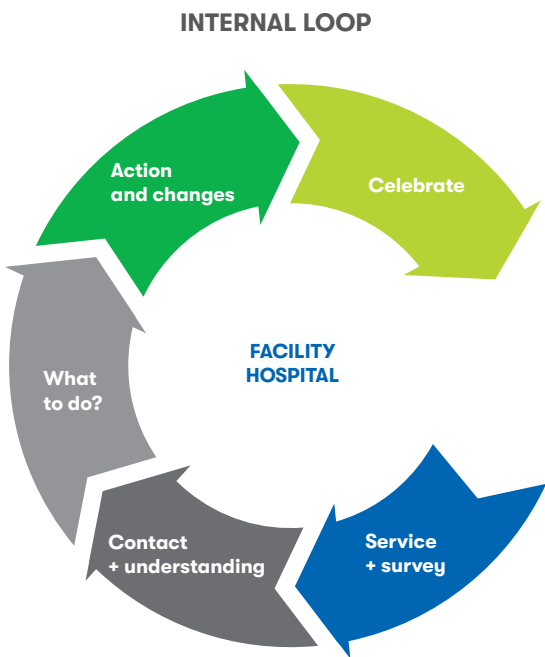 INTERNAL LOOP
Action
and changes
Celebrate
FACILITY
HOSPITAL
What
to do?
Contact
+ understanding
Service
+ survey